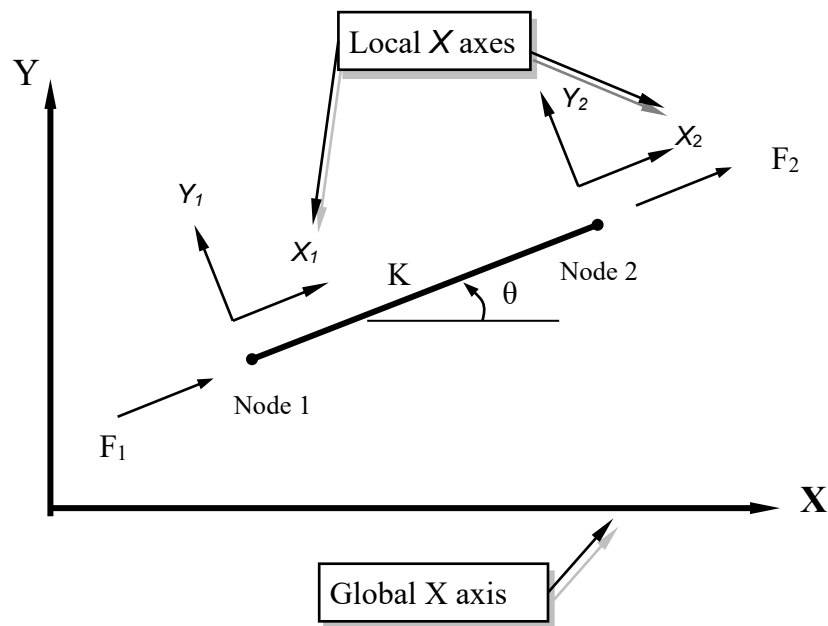 Local X axes
Y
Y₂
X₂
F₂
Y₁
X₁
K
Node 2
θ
Node 1
F₁
X
Global X axis